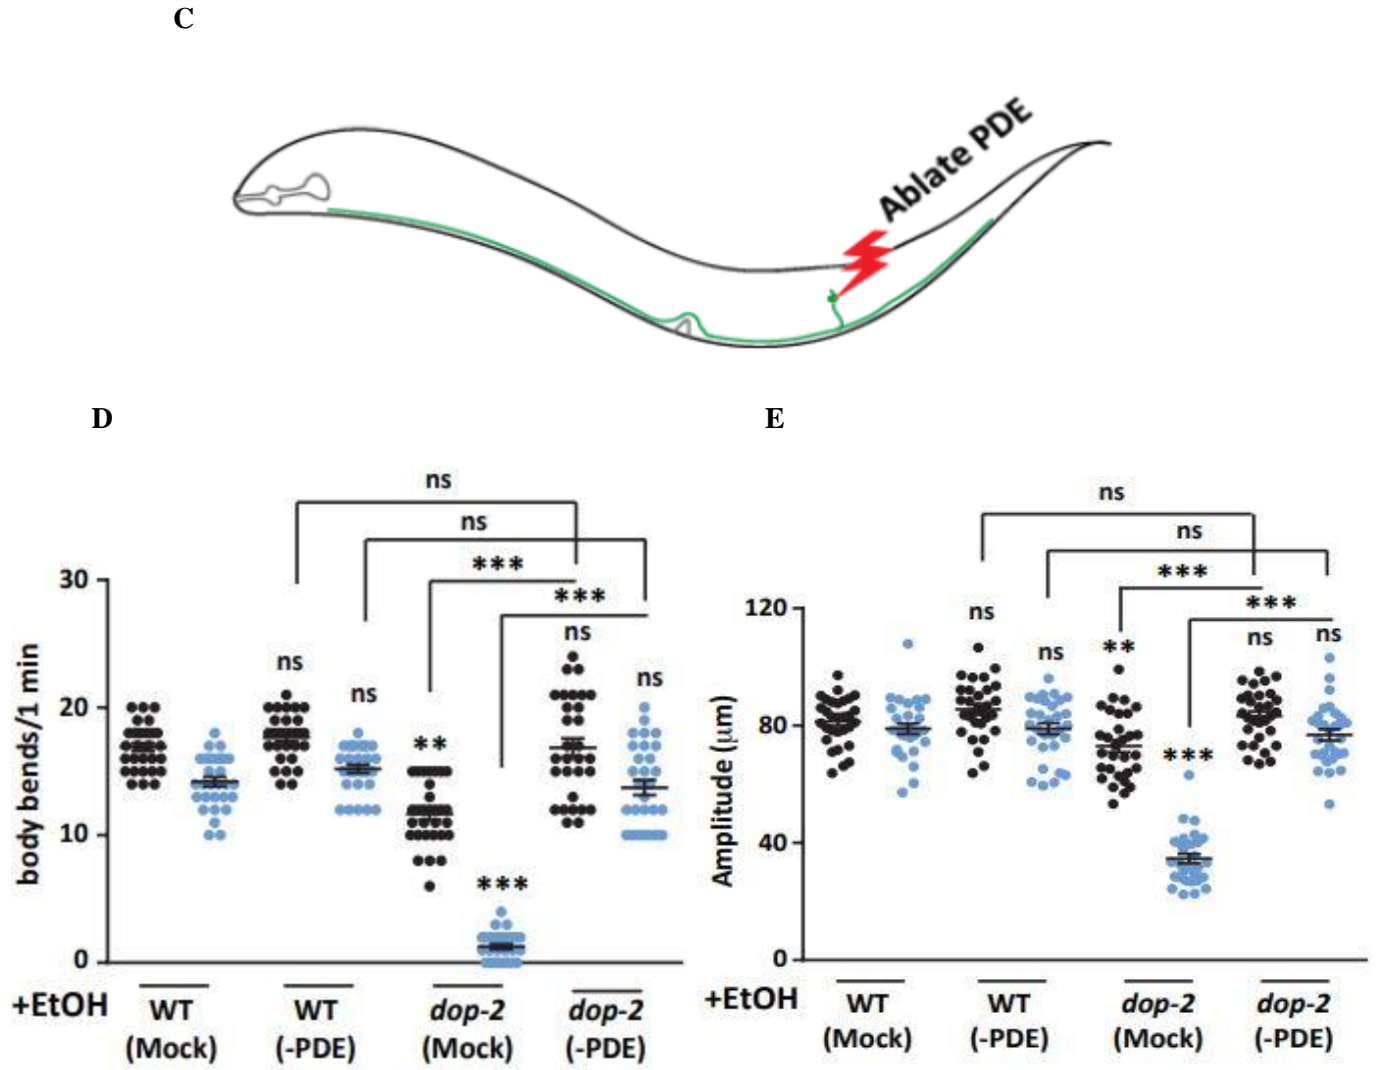 C
Ablate PDE
D
ns
ns
***
***
ns
ns
ns
ns
**
***
30
20
10
0
body bends/1 min
+EtOH
WT
(Mock)
WT
(-PDE)
dop-2
(Mock)
dop-2
(-PDE)
E
ns
ns
***
***
ns
ns
**
***
ns
ns
120
80
40
0
Amplitude (µm)
+EtOH
WT
(Mock)
WT
(-PDE)
dop-2
(Mock)
dop-2
(-PDE)